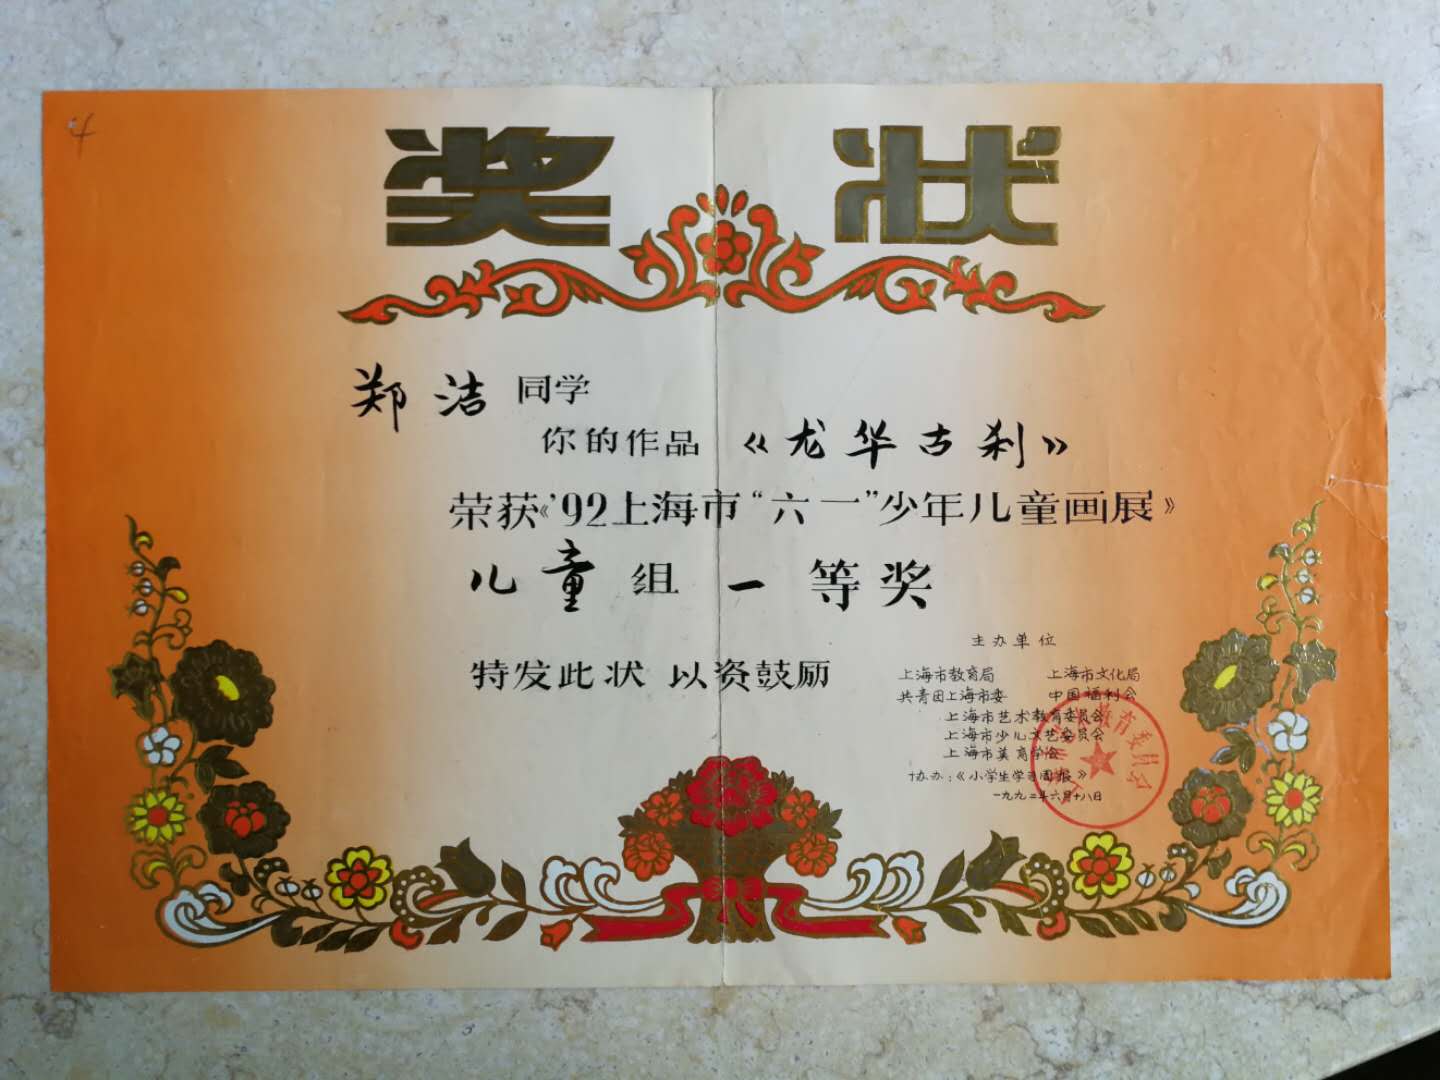 4
奖状
郑洁同学
你的作品《龙华古刹》
荣获《'92上海市“六一”少年儿童画展》
儿童组一等奖
特发此状 以资鼓励
主办单位
上海市教育局 上海市文化局
共青团上海市委 中国福利会
上海市艺术教育委员会
上海市少儿文艺委员会
上海市美育学会
协办：《小学生学习周报》
一九九二年六月十八日
教育委员会